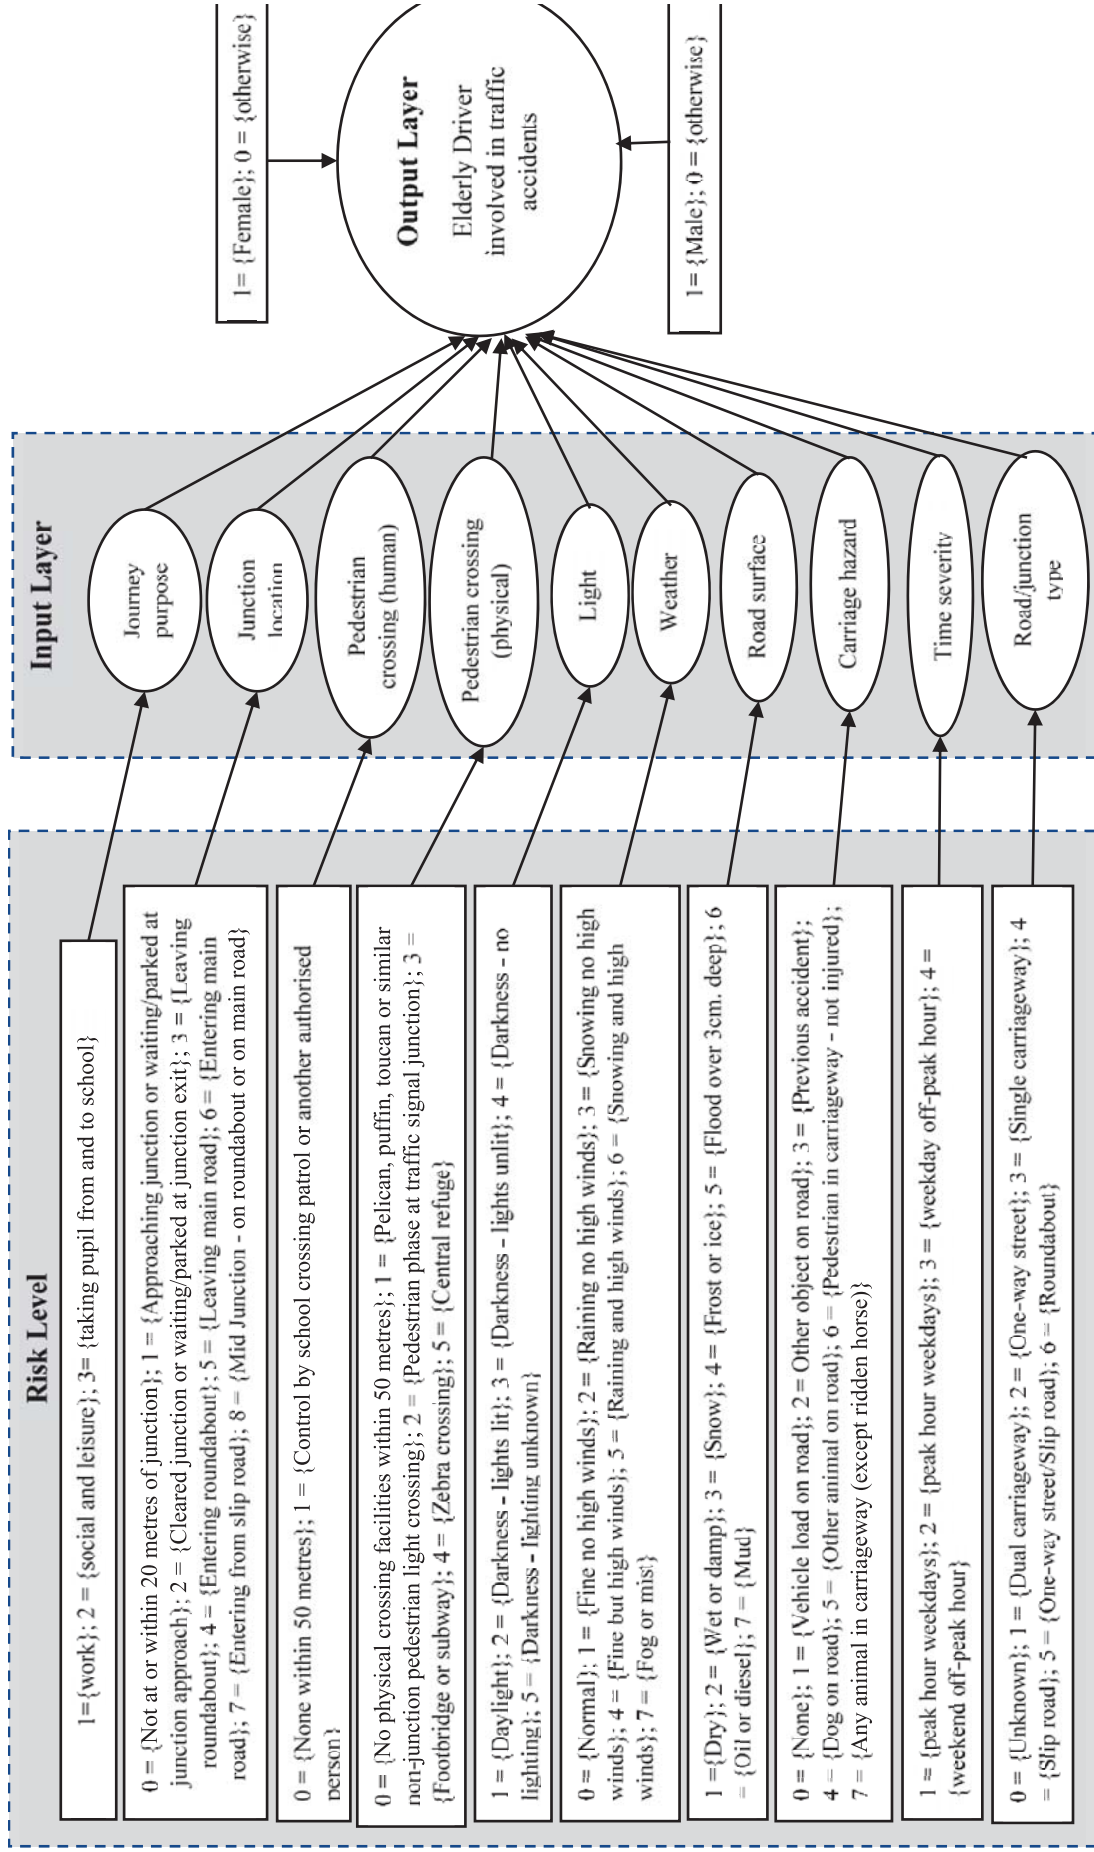 Risk Level
1={work}; 2 = {social and leisure}; 3= {taking pupil from and to school}
0 = {Not at or within 20 metres of junction}; 1 = {Approaching junction or waiting/parked at
junction approach}; 2 = {Cleared junction or waiting/parked at junction exit}; 3 = {Leaving
roundabout}; 4 = {Entering roundabout}; 5 = {Leaving main road}; 6 = {Entering main
road}; 7 = {Entering from slip road}; 8 = {Mid Junction - on roundabout or on main road}
0 = {None within 50 metres}; 1 = {Control by school crossing patrol or another authorised
person}
0 = {No physical crossing facilities within 50 metres}; 1 = {Pelican, puffin, toucan or similar
non-junction pedestrian light crossing}; 2 = {Pedestrian phase at traffic signal junction}; 3 =
{Footbridge or subway}; 4 = {Zebra crossing}; 5 = {Central refuge}
1 = {Daylight}; 2 = {Darkness - lights lit}; 3 = {Darkness - lights unlit}; 4 = {Darkness - no
lighting}; 5 = {Darkness - lighting unknown}
0 = {Normal}; 1 = {Fine no high winds}; 2 = {Raining no high winds}; 3 = {Snowing no high
winds}; 4 = {Fine but high winds}; 5 = {Raining and high winds}; 6 = {Snowing and high
winds}; 7 = {Fog or mist}
1 ={Dry}; 2 = {Wet or damp}; 3 = {Snow}; 4 = {Frost or ice}; 5 = {Flood over 3cm. deep}; 6
= {Oil or diesel}; 7 = {Mud}
0 = {None}; 1 = {Vehicle load on road}; 2 = Other object on road}; 3 = {Previous accident};
4 = {Dog on road}; 5 = {Other animal on road}; 6 = {Pedestrian in carriageway - not injured};
7 = {Any animal in carriageway (except ridden horse)}
1 = {peak hour weekdays}; 2 = {peak hour weekdays}; 3 = {weekday off-peak hour}; 4 =
{weekend off-peak hour}
0 = {Unknown}; 1 = {Dual carriageway}; 2 = {One-way street}; 3 = {Single carriageway}; 4
= {Slip road}; 5 = {One-way street/Slip road}; 6 = {Roundabout}
Input Layer
Journey
purpose
Junction
location
Pedestrian
crossing (human)
Pedestrian crossing
(physical)
Light
Weather
Road surface
Carriage hazard
Time severity
Road/junction
type
1= {Female}; 0 = {otherwise}
Output Layer
Elderly Driver
involved in traffic
accidents
1= {Male}; 0 = {otherwise}